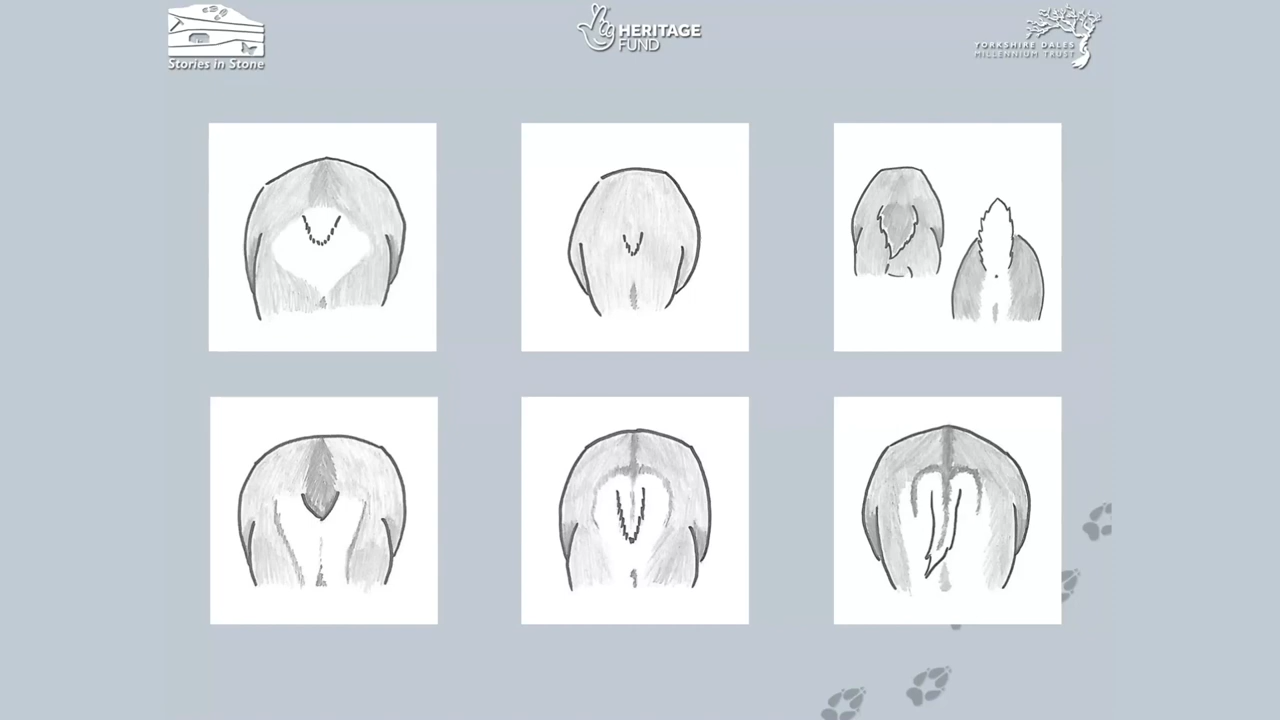 Stories in Stone
HERITAGE
FUND
YORKSHIRE DALES
MILLENNIUM TRUST